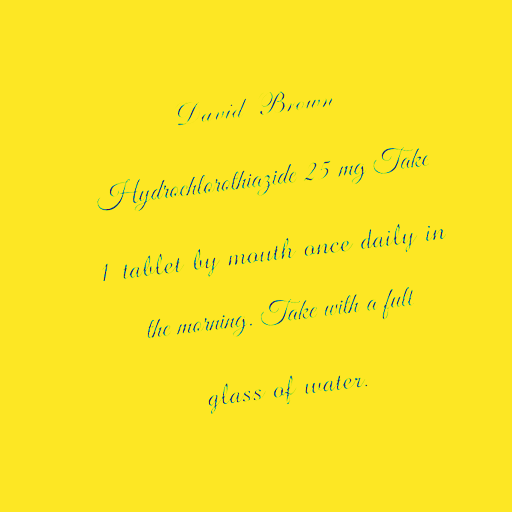 David Brown
Hydrochlorothiazide 25 mg Take
1 tablet by mouth once daily in
the morning. Take with a full
glass of water.